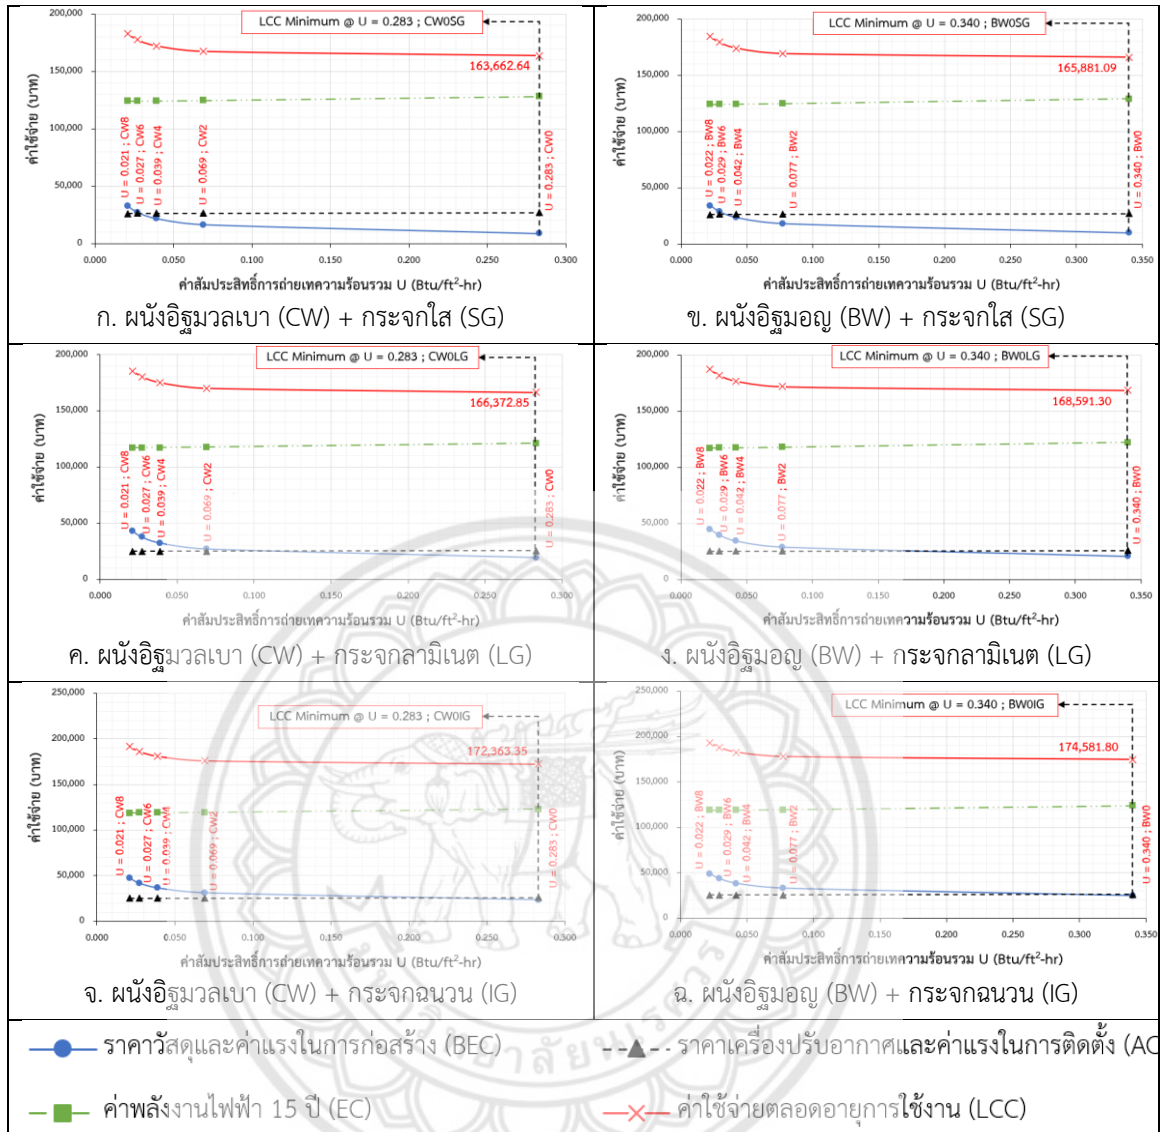 LCC Minimum @ U = 0.283 ; CW0SG
200,000
150,000
100,000
50,000
0
ค่าใช้จ่าย (บาท)
163,662.64
U = 0.021 ; CW8
U = 0.027 ; CW6
U = 0.039 ; CW4
U = 0.069 ; CW2
U = 0.283 ; CW0
0.000 0.050 0.100 0.150 0.200 0.250 0.300
ค่าสัมประสิทธิ์การถ่ายเทความร้อนรวม U (Btu/ft²-hr)
ก. ผนังอิฐมวลเบา (CW) + กระจกใส (SG)
LCC Minimum @ U = 0.340 ; BW0SG
200,000
150,000
100,000
50,000
0
ค่าใช้จ่าย (บาท)
165,881.09
U = 0.022 ; BW8
U = 0.029 ; BW6
U = 0.042 ; BW4
U = 0.077 ; BW2
U = 0.340 ; BW0
0.000 0.050 0.100 0.150 0.200 0.250 0.300 0.350
ค่าสัมประสิทธิ์การถ่ายเทความร้อนรวม U (Btu/ft²-hr)
ข. ผนังอิฐมอญ (BW) + กระจกใส (SG)
LCC Minimum @ U = 0.283 ; CW0LG
200,000
150,000
100,000
50,000
0
ค่าใช้จ่าย (บาท)
166,372.85
U = 0.021 ; CW8
U = 0.027 ; CW6
U = 0.039 ; CW4
U = 0.069 ; CW2
U = 0.283 ; CW0
0.000 0.050 0.100 0.150 0.200 0.250 0.300
ค่าสัมประสิทธิ์การถ่ายเทความร้อนรวม U (Btu/ft²-hr)
ค. ผนังอิฐมวลเบา (CW) + กระจกลามิเนต (LG)
LCC Minimum @ U = 0.340 ; BW0LG
200,000
150,000
100,000
50,000
0
ค่าใช้จ่าย (บาท)
168,591.30
U = 0.022 ; BW8
U = 0.029 ; BW6
U = 0.042 ; BW4
U = 0.077 ; BW2
U = 0.340 ; BW0
0.000 0.050 0.100 0.150 0.200 0.250 0.300 0.350
ค่าสัมประสิทธิ์การถ่ายเทความร้อนรวม U (Btu/ft²-hr)
ง. ผนังอิฐมอญ (BW) + กระจกลามิเนต (LG)
LCC Minimum @ U = 0.283 ; CW0IG
250,000
200,000
150,000
100,000
50,000
0
ค่าใช้จ่าย (บาท)
172,363.35
U = 0.021 ; CW8
U = 0.027 ; CW6
U = 0.039 ; CW4
U = 0.069 ; CW2
U = 0.283 ; CW0
0.000 0.050 0.100 0.150 0.200 0.250 0.300
ค่าสัมประสิทธิ์การถ่ายเทความร้อนรวม U (Btu/ft²-hr)
จ. ผนังอิฐมวลเบา (CW) + กระจกฉนวน (IG)
LCC Minimum @ U = 0.340 ; BW0IG
250,000
200,000
150,000
100,000
50,000
0
ค่าใช้จ่าย (บาท)
174,581.80
U = 0.022 ; BW8
U = 0.029 ; BW6
U = 0.042 ; BW4
U = 0.077 ; BW2
U = 0.340 ; BW0
0.000 0.050 0.100 0.150 0.200 0.250 0.300 0.350
ค่าสัมประสิทธิ์การถ่ายเทความร้อนรวม U (Btu/ft²-hr)
ฉ. ผนังอิฐมอญ (BW) + กระจกฉนวน (IG)
ราคาวัสดุและค่าแรงในการก่อสร้าง (BEC)
ราคาเครื่องปรับอากาศและค่าแรงในการติดตั้ง (AC
ค่าพลังงานไฟฟ้า 15 ปี (EC)
ค่าใช้จ่ายตลอดอายุการใช้งาน (LCC)